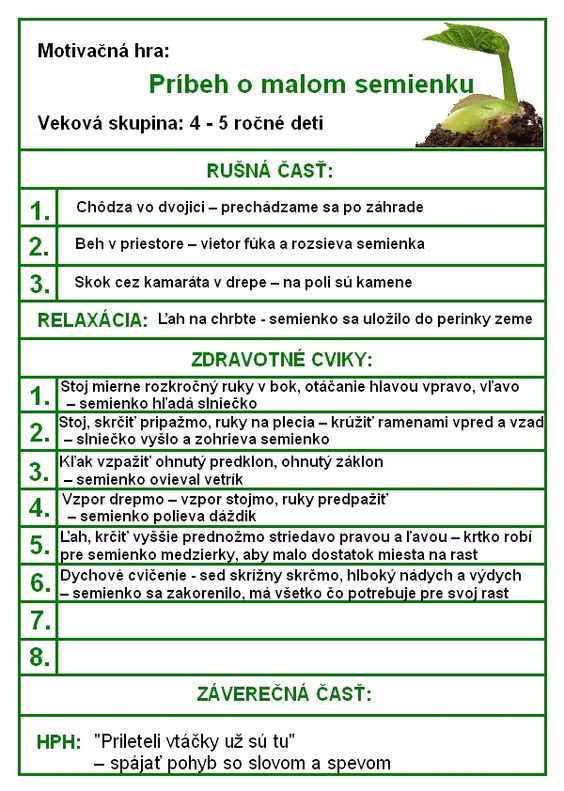 Motivačná hra:
Príbeh o malom semienku
Veková skupina: 4 - 5 ročné deti
RUŠNÁ ČASŤ:
1. Chôdza vo dvojici – prechádzame sa po záhrade
2. Beh v priestore – vietor fúka a rozsieva semienka
3. Skok cez kamaráta v drepe – na poli sú kamene
RELAXÁCIA: Ľah na chrbte - semienko sa uložilo do perinky zeme
ZDRAVOTNÉ CVIKY:
1. Stoj mierne rozkročný ruky v bok, otáčanie hlavou vpravo, vľavo
– semienko hľadá slniečko
2. Stoj, skrčiť pripažmo, ruky na plecia – krúžiť ramenami vpred a vzad
– slniečko vyšlo a zohrieva semienko
3. Kľak vzpažiť ohnutý predklon, ohnutý záklon
– semienko ovieval vetrík
4. Vzpor drepmo – vzpor stojmo, ruky predpažiť
– semienko polieva dáždik
5. Ľah, krčiť vyššie prednožmo striedavo pravou a ľavou – krtko robí
pre semienko medzierky, aby malo dostatok miesta na rast
6. Dychové cvičenie - sed skrížny skrčmo, hlboký nádych a výdych
– semienko sa zakorenilo, má všetko čo potrebuje pre svoj rast
7.
8.
ZÁVEREČNÁ ČASŤ:
HPH: "Prileteli vtáčky už sú tu"
– spájať pohyb so slovom a spevom